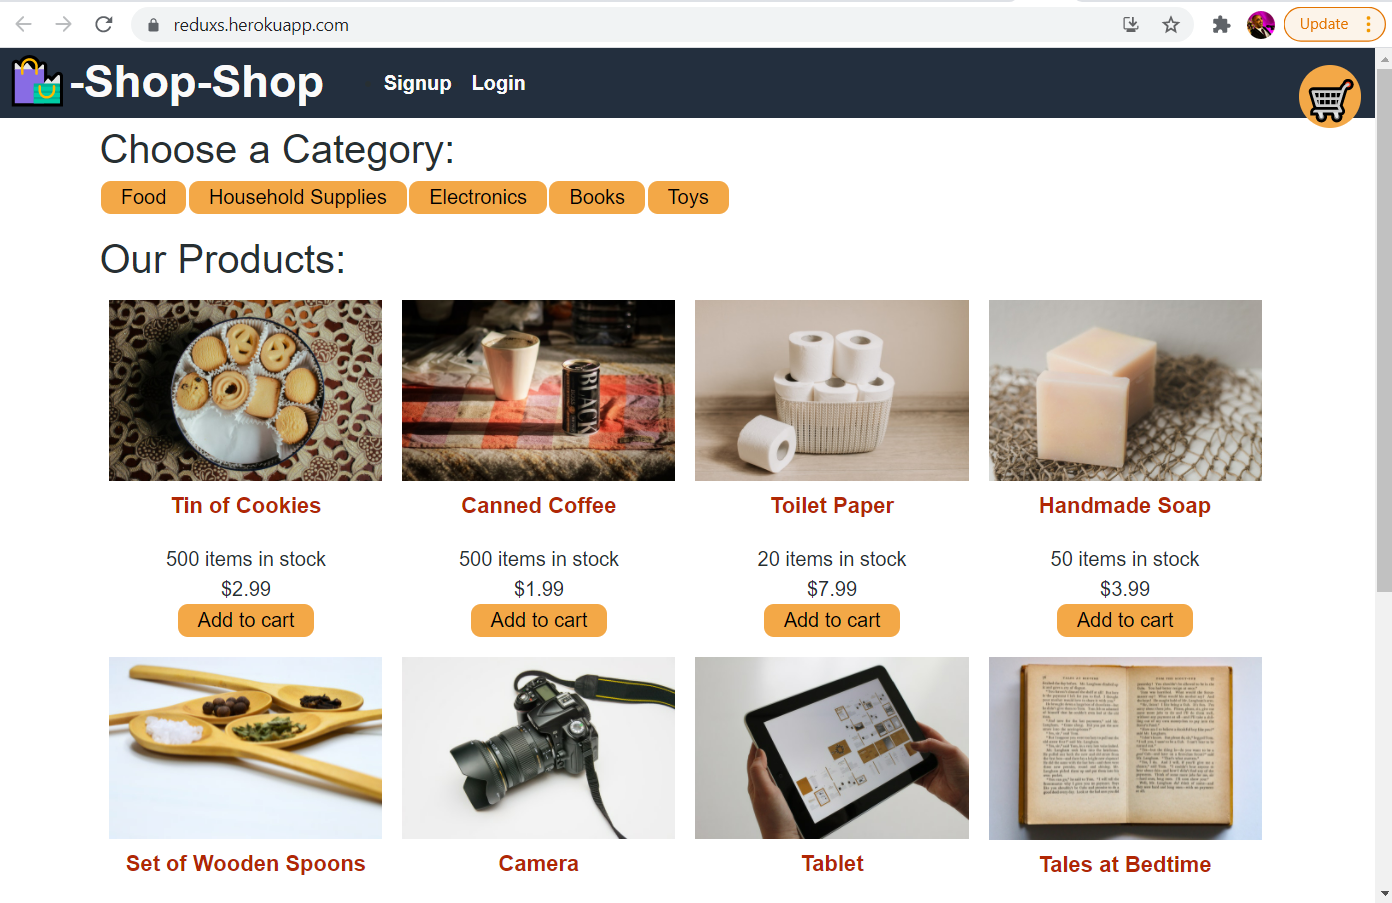 reduxs.herokuapp.com
Update
-Shop-Shop
Signup Login
Choose a Category:
Food Household Supplies Electronics Books Toys
Our Products:
BLACK
Tin of Cookies Canned Coffee Toilet Paper Handmade Soap
500 items in stock 500 items in stock 20 items in stock 50 items in stock
$2.99 $1.99 $7.99 $3.99
Add to cart Add to cart Add to cart Add to cart
Set of Wooden Spoons Camera Tablet Tales at Bedtime